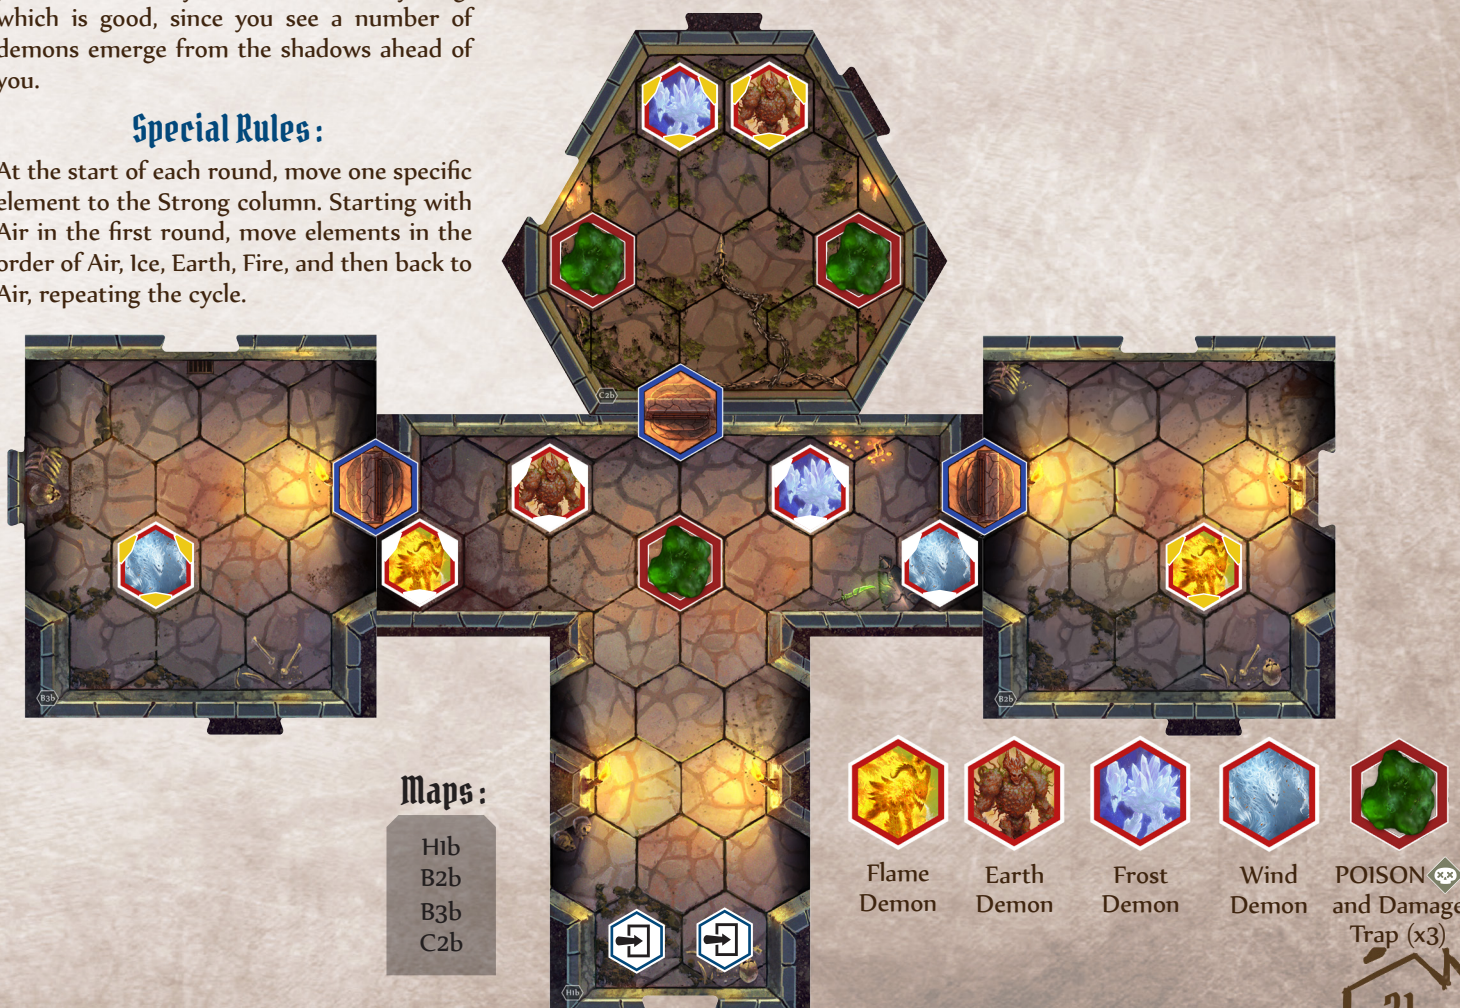 which is good, since you see a number of
demons emerge from the shadows ahead of
you.
Special Rules:
At the start of each round, move one specific
element to the Strong column. Starting with
Air in the first round, move elements in the
order of Air, Ice, Earth, Fire, and then back to
Air, repeating the cycle.
C2b
B3b
B2b
H1b
Maps:
H1b
B2b
B3b
C2b
Flame
Demon
Earth
Demon
Frost
Demon
Wind
Demon
POISON
and Damage
Trap (x3)